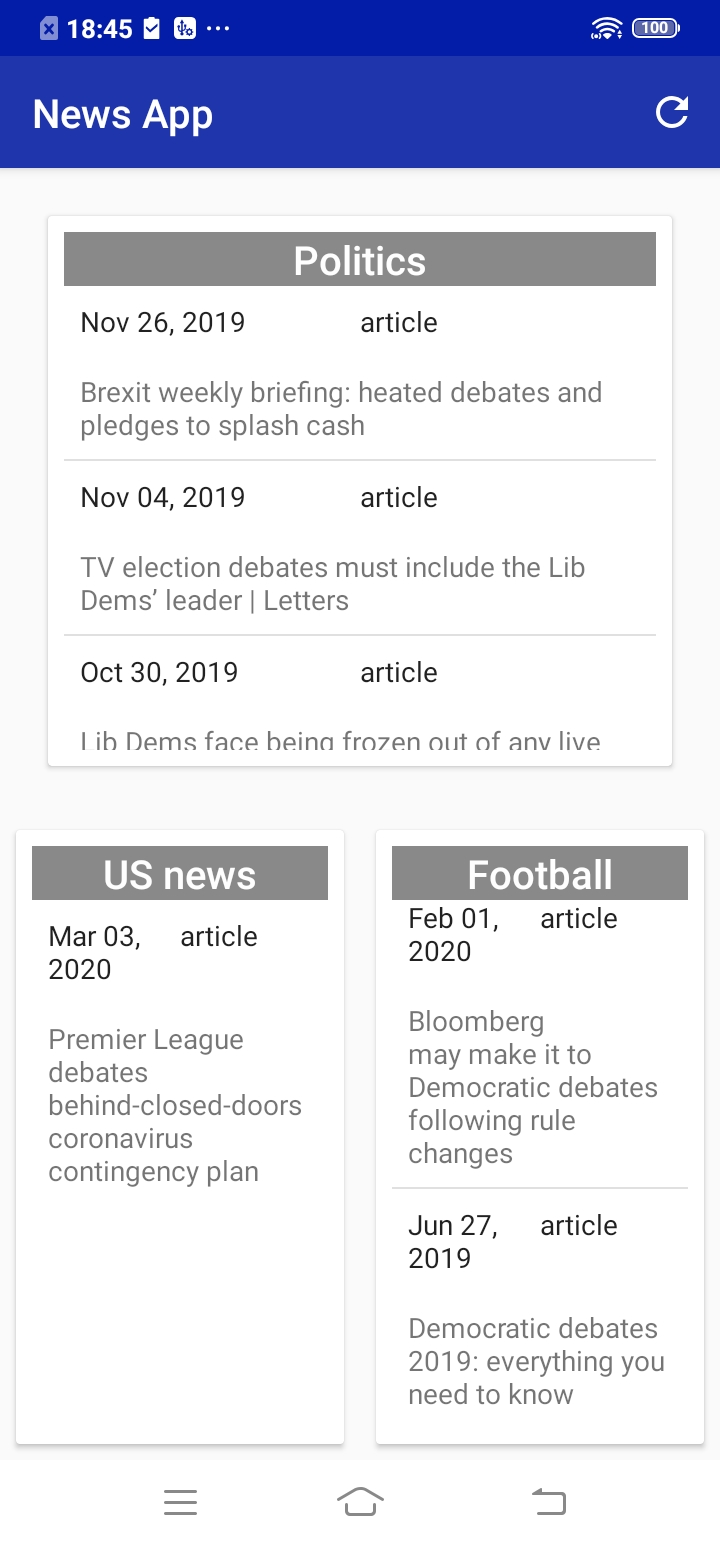 18:45
100
News App
Politics
Nov 26, 2019 article
Brexit weekly briefing: heated debates and
pledges to splash cash
Nov 04, 2019 article
TV election debates must include the Lib
Dems’ leader | Letters
Oct 30, 2019 article
Lib Dems face being frozen out of any live
US news
Mar 03, article
2020
Premier League
debates
behind-closed-doors
coronavirus
contingency plan
Football
Feb 01, article
2020
Bloomberg
may make it to
Democratic debates
following rule
changes
Jun 27, article
2019
Democratic debates
2019: everything you
need to know